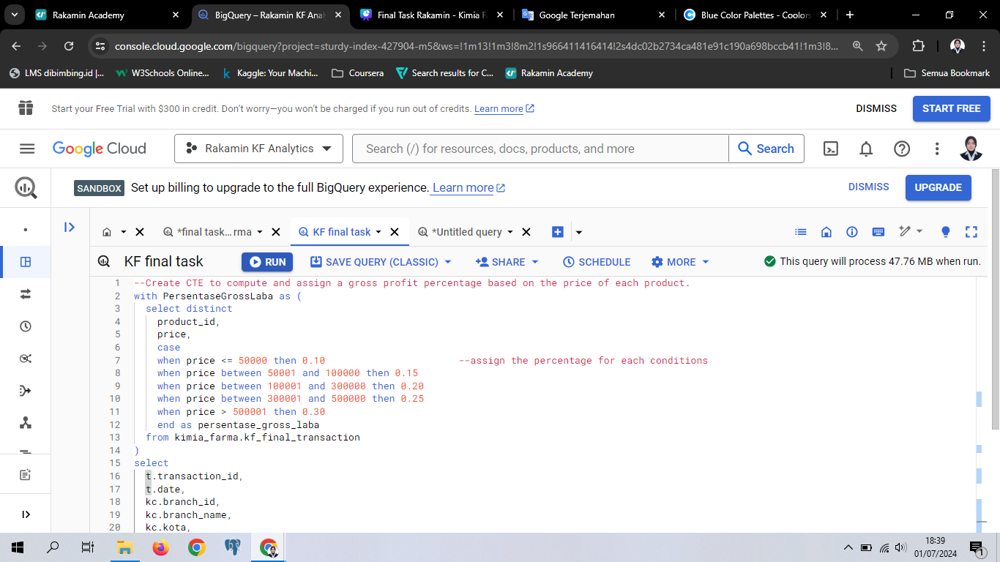 Rakamin Academy
BigQuery – Rakamin KF Anal
Final Task Rakamin - Kimia Fa
Google Terjemahan
Blue Color Palettes - Coolors
console.cloud.google.com/bigquery?project=sturdy-index-427904-m5&ws=!1m13!1m3!8m2!1s966411416414!2s4dc02b2734ca481e91c190a698bccb41!1m3!8...
LMS dibimbing.id |...
W3Schools Online...
Kaggle: Your Machi...
Coursera
Search results for C...
Rakamin Academy
Semua Bookmark
Start your Free Trial with $300 in credit. Don’t worry—you won’t be charged if you run out of credits. Learn more
DISMISS
START FREE
Google Cloud
Rakamin KF Analytics
Search (/) for resources, docs, products, and more
Search
SANDBOX Set up billing to upgrade to the full BigQuery experience. Learn more
DISMISS
UPGRADE
*final task...rma
KF final task
*Untitled query
KF final task
RUN
SAVE QUERY (CLASSIC)
SHARE
SCHEDULE
MORE
This query will process 47.76 MB when run.
1 --Create CTE to compute and assign a gross profit percentage based on the price of each product.
2 with PersentaseGrossLaba as (
3 select distinct
4 product_id,
5 price,
6 case
7 when price <= 50000 then 0.10 --assign the percentage for each conditions
8 when price between 50001 and 100000 then 0.15
9 when price between 100001 and 300000 then 0.20
10 when price between 300001 and 500000 then 0.25
11 when price > 500001 then 0.30
12 end as persentase_gross_laba
13 from kimia_farma.kf_final_transaction
14 )
15 select
16 t.transaction_id,
17 t.date,
18 kc.branch_id,
19 kc.branch_name,
20 kc.kota,
18:39
01/07/2024
1